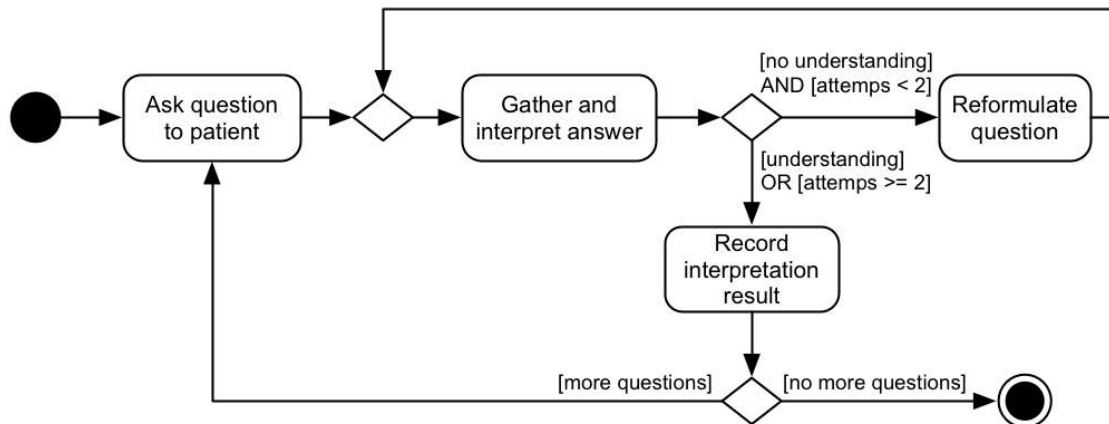 Ask question
to patient
Gather and
interpret answer
[no understanding]
AND [attemps < 2]
Reformulate
question
[understanding]
OR [attemps >= 2]
Record
interpretation
result
[more questions]
[no more questions]